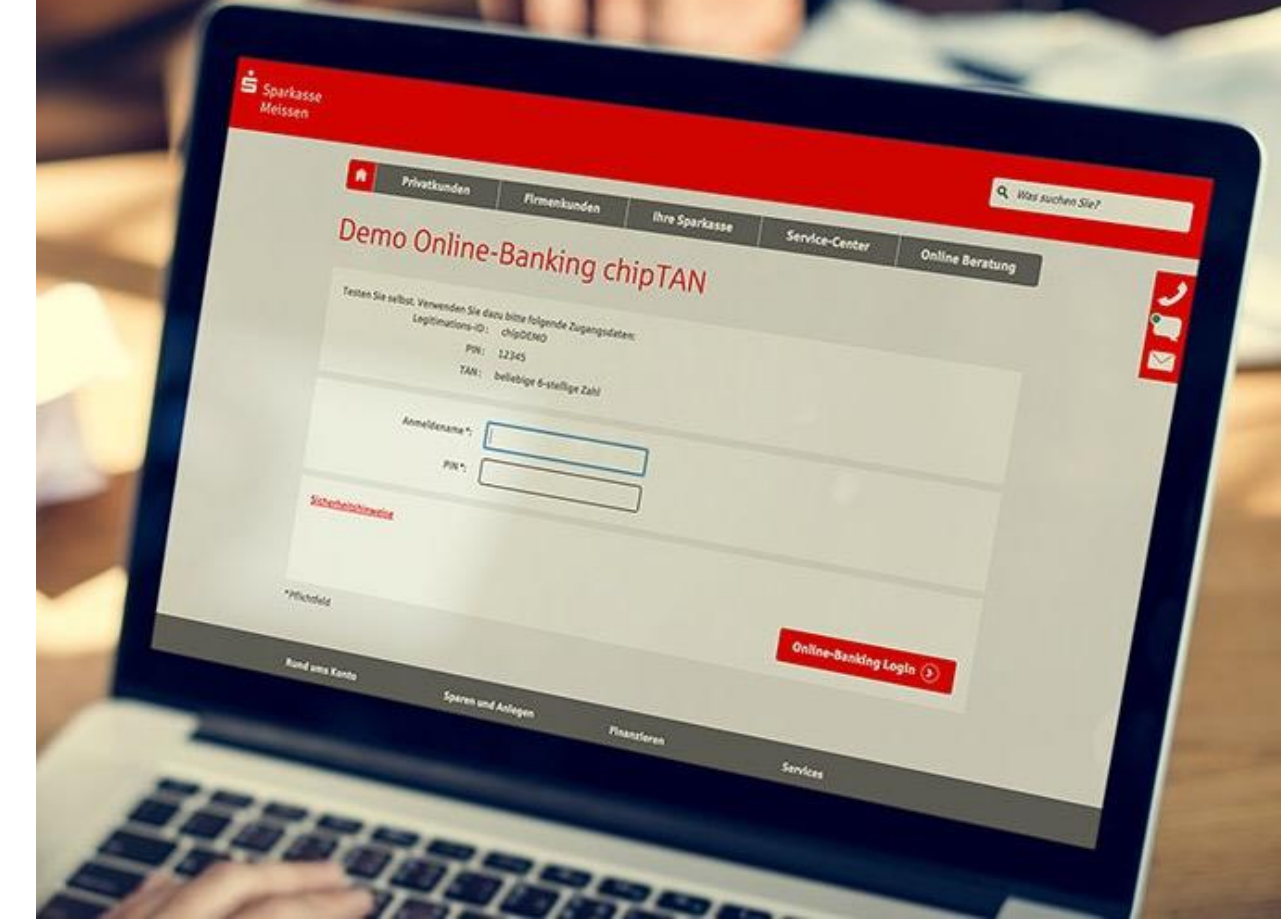 Sparkasse
Meissen
Was suchen Sie?
Privatkunden
Firmenkunden
Ihre Sparkasse
Service-Center
Online Beratung
Demo Online-Banking chipTAN
Testen Sie selbst. Verwenden Sie dazu bitte folgende Zugangsdaten:
Legitimations-ID: chipDEMO
PIN: 12345
TAN: beliebige 6-stellige Zahl
Anmeldename*:
PIN*:
Sicherheitshinweise
*Pflichtfeld
Online-Banking Login
Rund ums Konto
Sparen und Anlegen
Finanzieren
Services